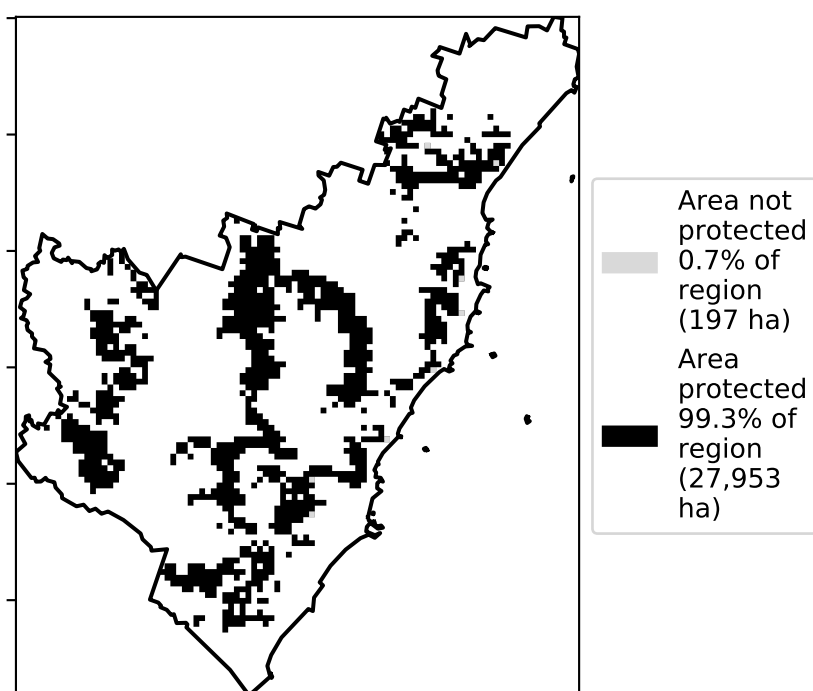 Area not
protected
0.7% of
region
(197 ha)
Area
protected
99.3% of
region
(27,953
ha)